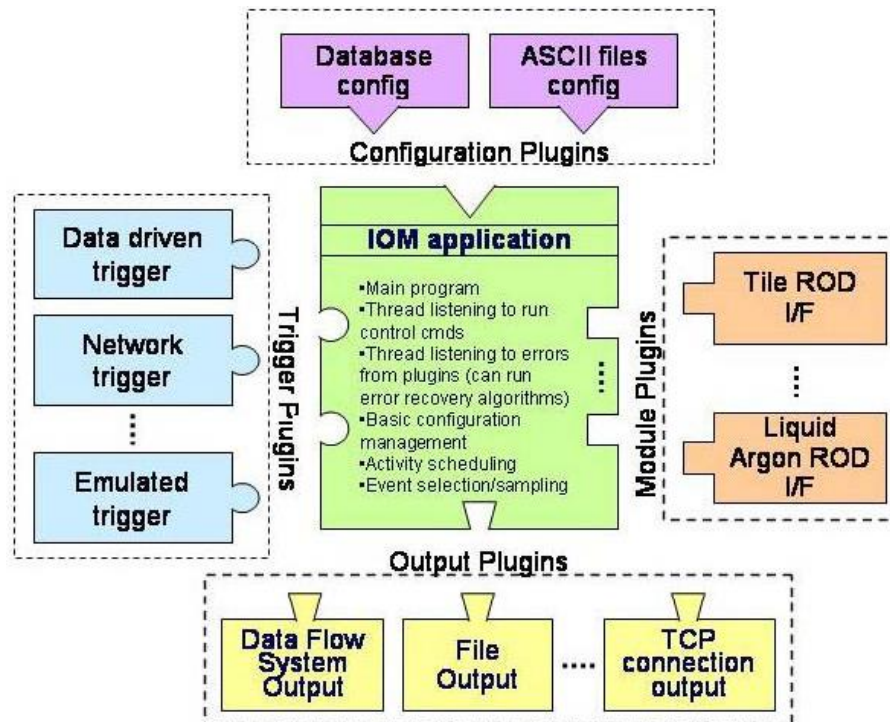 Database
config
ASCII files
config
Configuration Plugins
Data driven
trigger
Network
trigger
Emulated
trigger
Trigger Plugins
IOM application
▪Main program
▪Thread listening to run
control cmds
▪Thread listening to errors
from plugins (can run
error recovery algorithms)
▪Basic configuration
management
▪Activity scheduling
▪Event selection/sampling
Module Plugins
Tile ROD
I/F
Liquid
Argon ROD
I/F
Output Plugins
Data Flow
System
Output
File
Output
TCP
connection
output